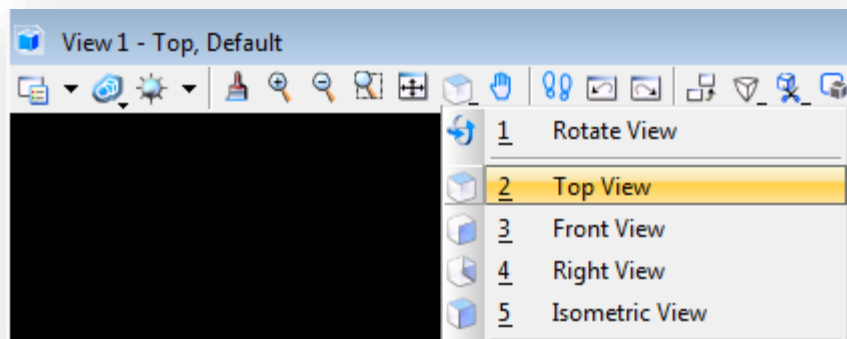 View 1 - Top, Default
1 Rotate View
2 Top View
3 Front View
4 Right View
5 Isometric View